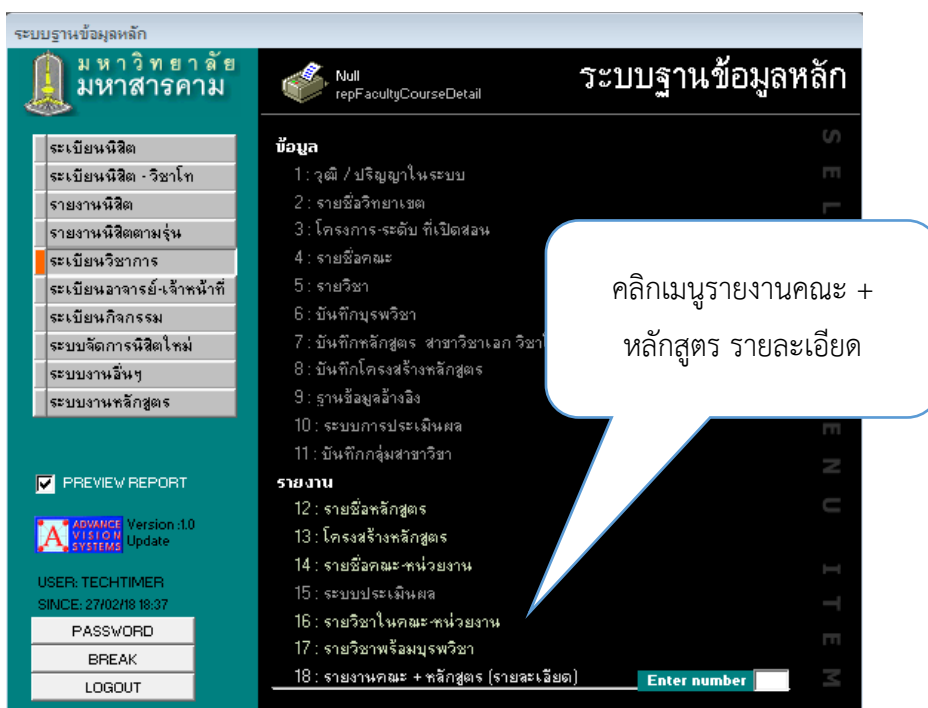 ระบบฐานข้อมูลหลัก
มหาวิทยาลัย
มหาสารคาม
Null
repFacultyCourseDetail
ระบบฐานข้อมูลหลัก
ระเบียนนิสิต
ระเบียนนิสิต - วิชาโท
รายงานนิสิต
รายงานนิสิตตามรุ่น
ระเบียนวิชาการ
ระเบียนอาจารย์-เจ้าหน้าที่
ระเบียนกิจกรรม
ระบบจัดการนิสิตใหม่
ระบบงานอื่นๆ
ระบบงานหลักสูตร
PREVIEW REPORT
ADVANCE
VISION
SYSTEMS
Version :1.0
Update
USER: TECHTIMER
SINCE: 27/02/18 18:37
PASSWORD
BREAK
LOGOUT
ข้อมูล
1 : วุฒิ / ปริญญาในระบบ
2 : รายชื่อวิทยาเขต
3 : โครงการ-ระดับ ที่เปิดสอน
4 : รายชื่อคณะ
5 : รายวิชา
6 : บันทึกบุรพวิชา
7 : บันทึกหลักสูตร สาขาวิชาเอก
8 : บันทึกโครงสร้างหลักสูตร
9 : ฐานข้อมูลอ้างอิง
10 : ระบบการประเมินผล
11 : บันทึกกลุ่มสาขาวิชา
รายงาน
12 : รายชื่อหลักสูตร
13 : โครงสร้างหลักสูตร
14 : รายชื่อคณะ-หน่วยงาน
15 : ระบบประเมินผล
16 : รายวิชาในคณะ-หน่วยงาน
17 : รายวิชาพร้อมบุรพวิชา
18 : รายงานคณะ + หลักสูตร (รายละเอียด)
Enter number
คลิกเมนูรายงานคณะ +
หลักสูตร รายละเอียด